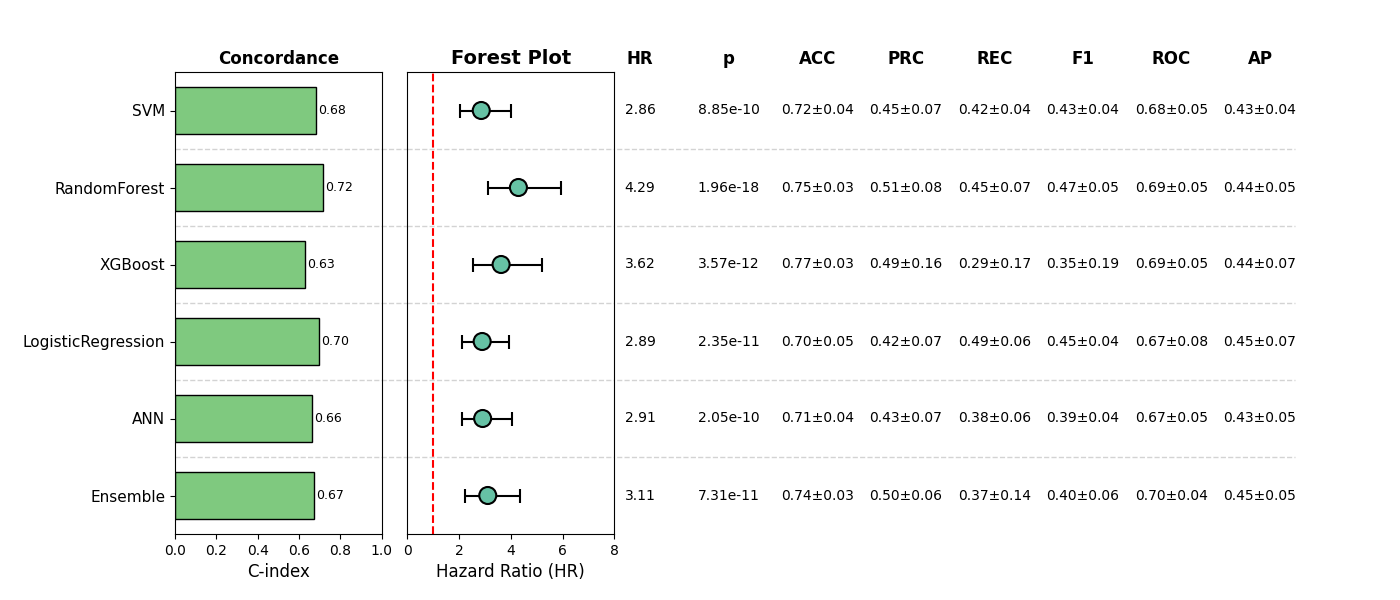 Concordance Forest Plot HR p ACC PRC REC F1 ROC AP
SVM 0.68 2.86 8.85e-10 0.72±0.04 0.45±0.07 0.42±0.04 0.43±0.04 0.68±0.05 0.43±0.04
RandomForest 0.72 4.29 1.96e-18 0.75±0.03 0.51±0.08 0.45±0.07 0.47±0.05 0.69±0.05 0.44±0.05
XGBoost 0.63 3.62 3.57e-12 0.77±0.03 0.49±0.16 0.29±0.17 0.35±0.19 0.69±0.05 0.44±0.07
LogisticRegression 0.70 2.89 2.35e-11 0.70±0.05 0.42±0.07 0.49±0.06 0.45±0.04 0.67±0.08 0.45±0.07
ANN 0.66 2.91 2.05e-10 0.71±0.04 0.43±0.07 0.38±0.06 0.39±0.04 0.67±0.05 0.43±0.05
Ensemble 0.67 3.11 7.31e-11 0.74±0.03 0.50±0.06 0.37±0.14 0.40±0.06 0.70±0.04 0.45±0.05
0.0 0.2 0.4 0.6 0.8 1.0 0 2 4 6 8
C-index Hazard Ratio (HR)